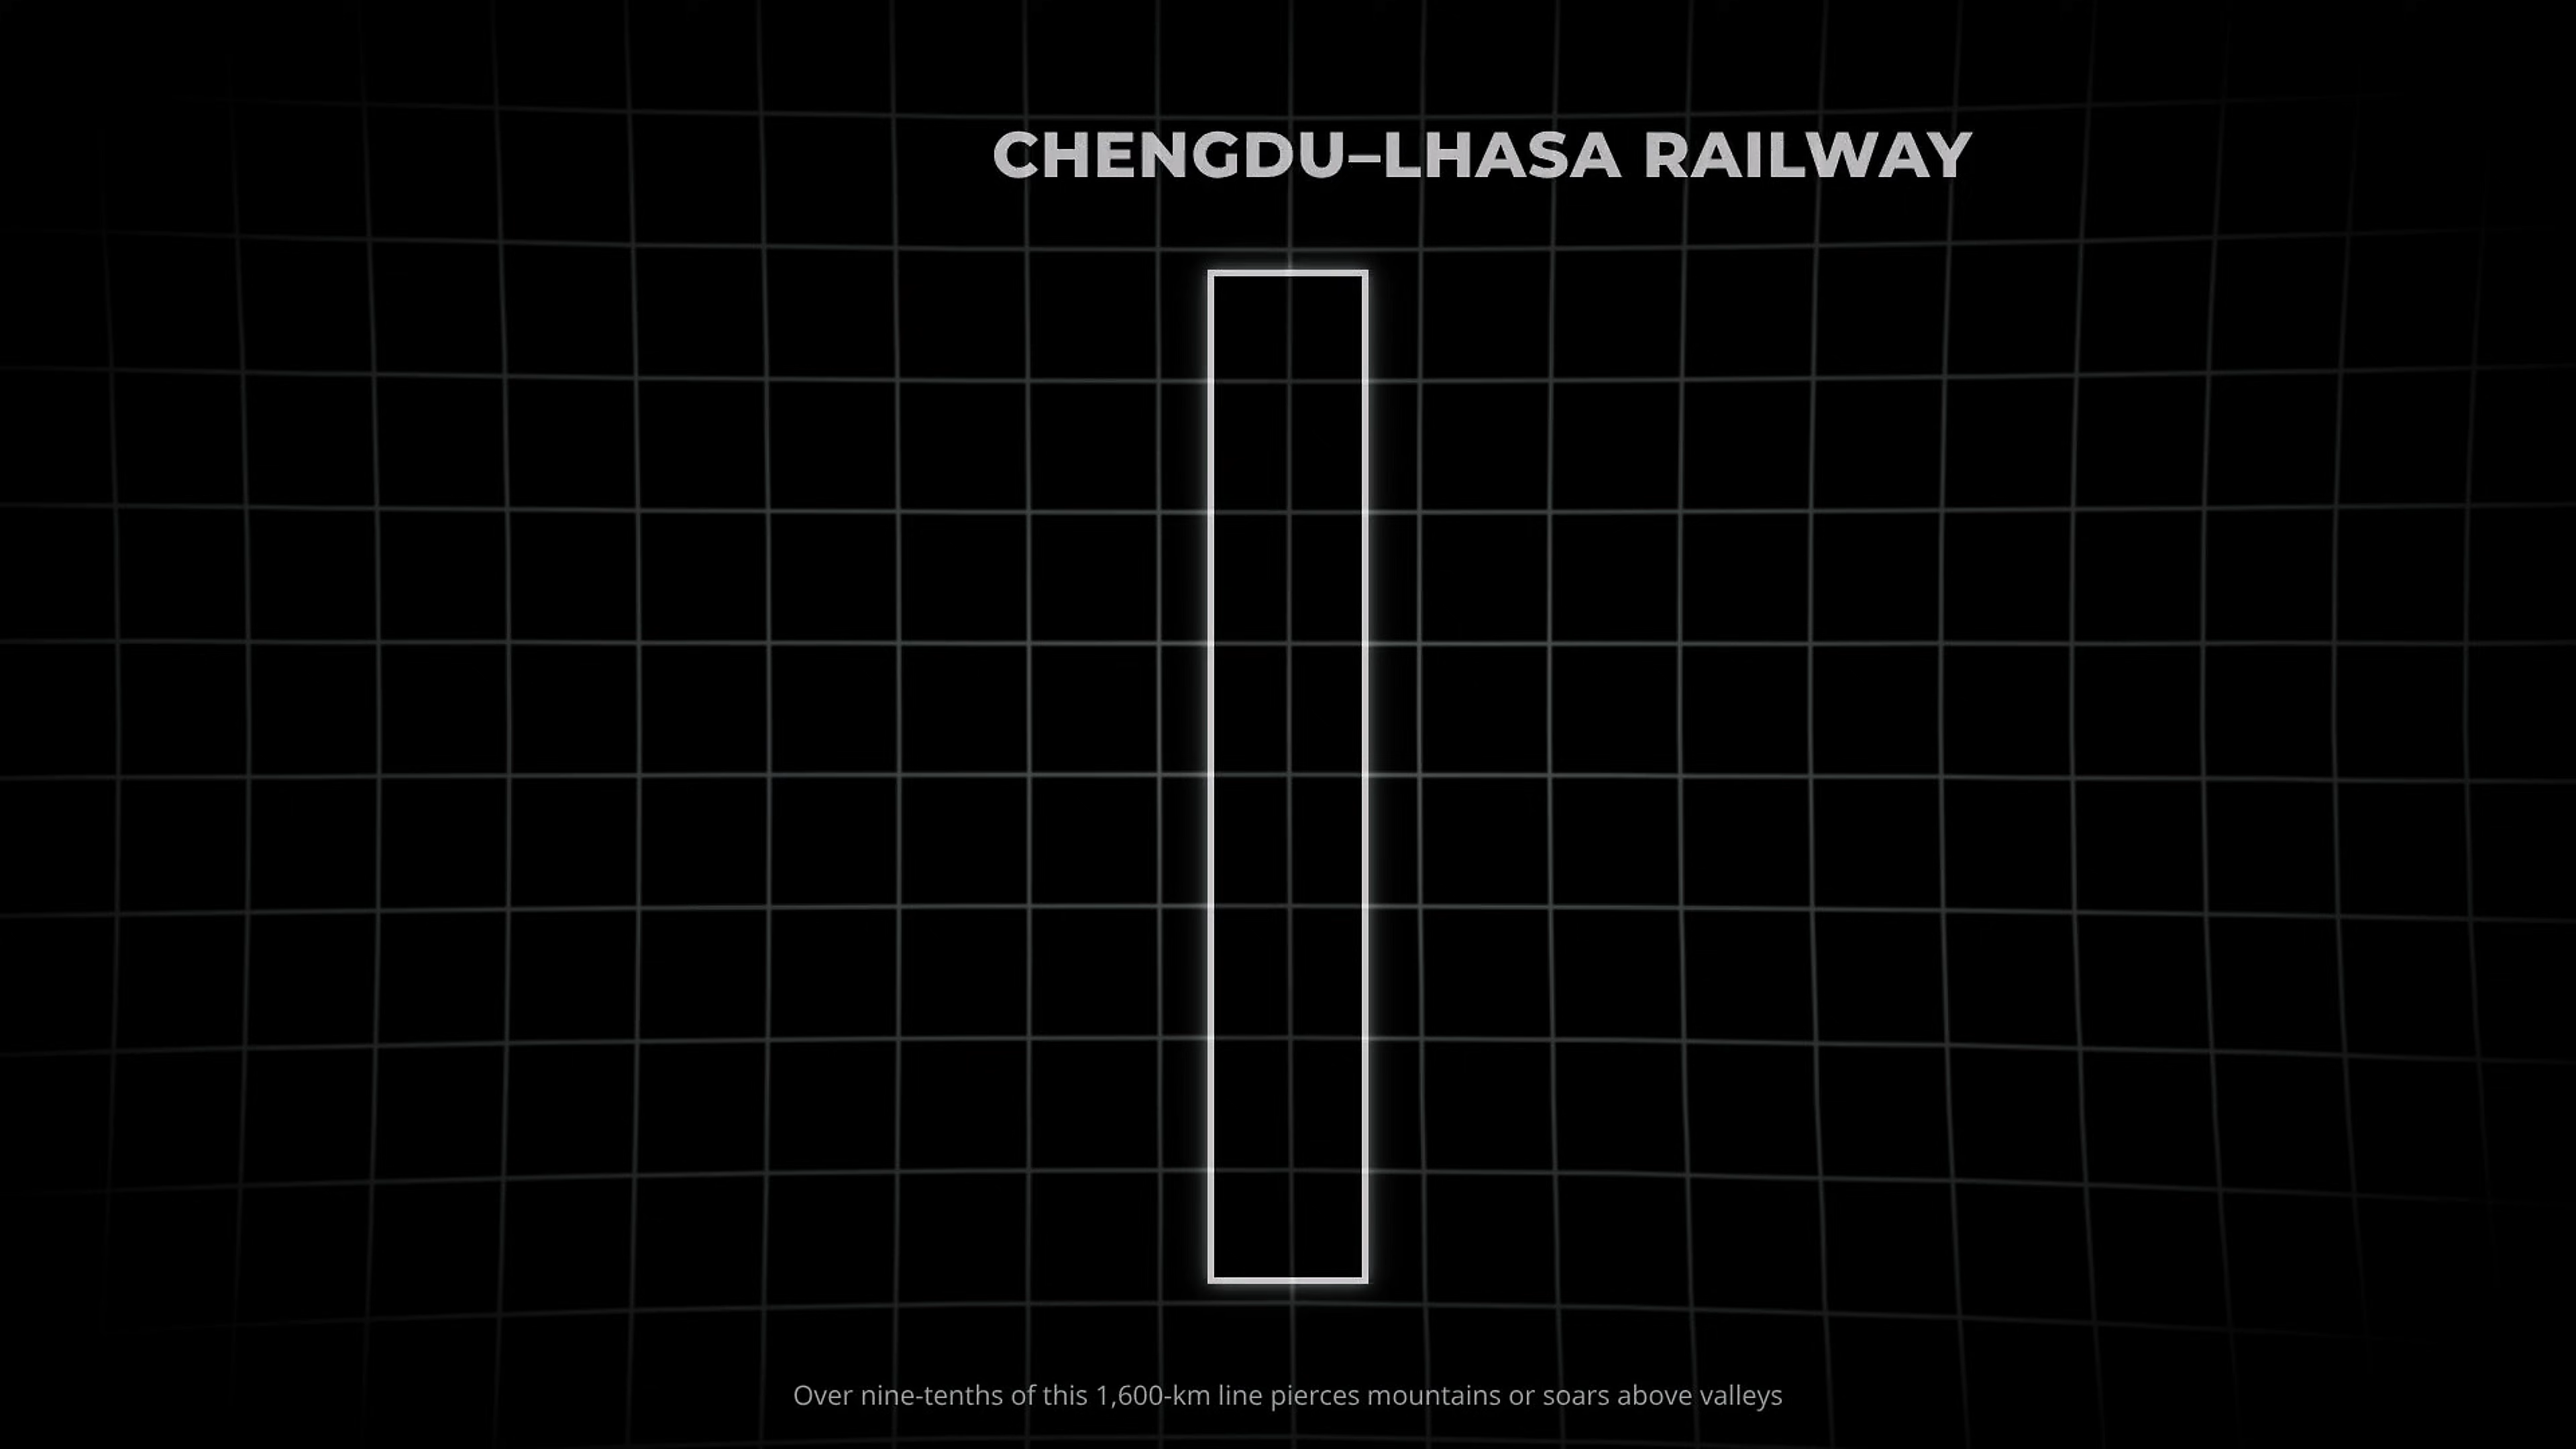 CHENGDU–LHASA RAILWAY
Over nine-tenths of this 1,600-km line pierces mountains or soars above valleys